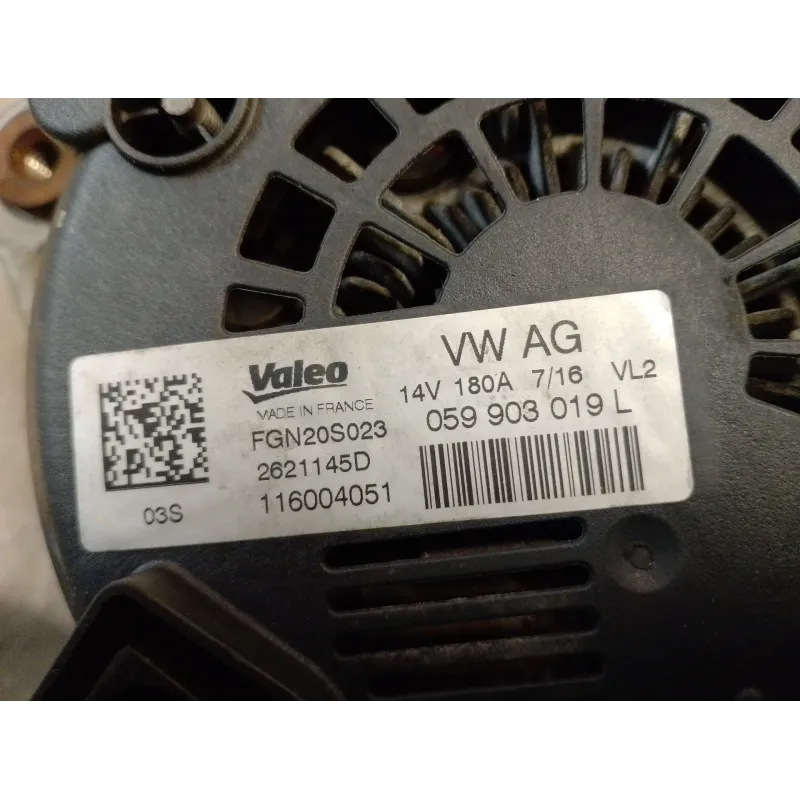 Valeo
MADE IN FRANCE
FGN20S023
2621145D
116004051
03S
VW AG
14V 180A 7/16 VL2
059 903 019 L